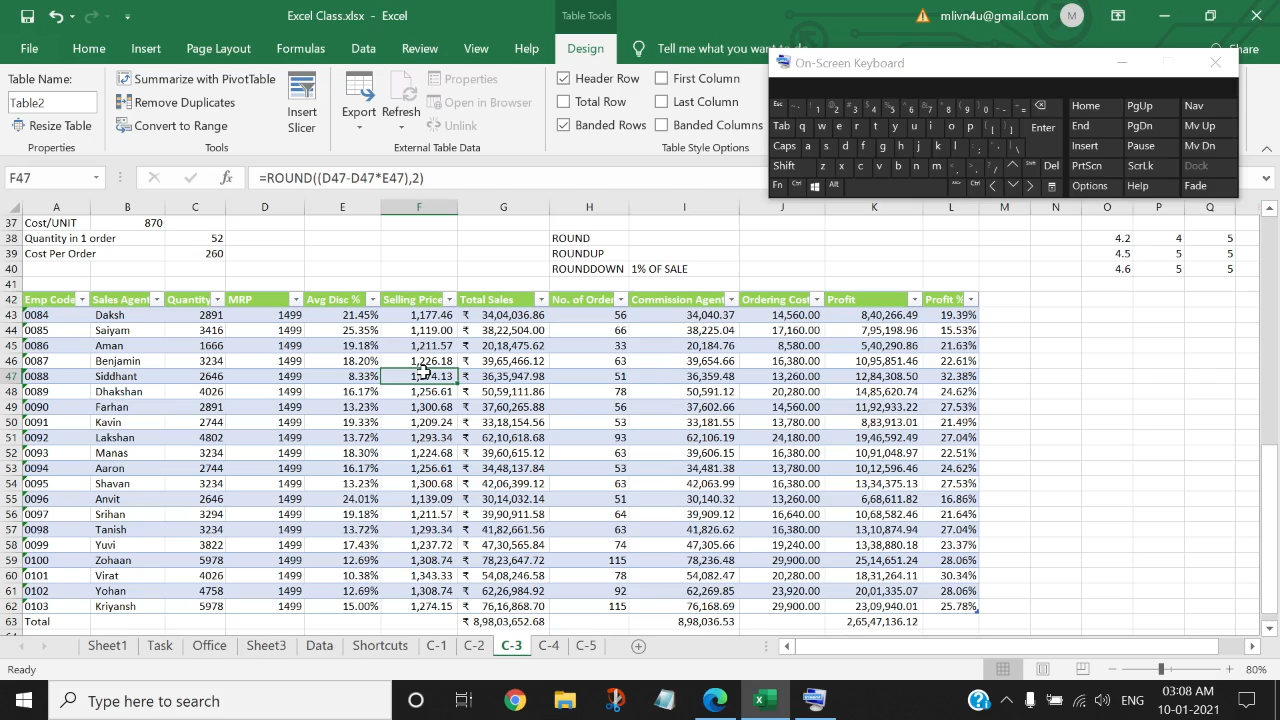 Excel Class.xlsx - Excel
Table Tools
mlivn4u@gmail.com
M
File Home Insert Page Layout Formulas Data Review View Help Design Tell me what you want to do
Share
Table Name:
Table2
Resize Table
Properties
Summarize with PivotTable
Remove Duplicates
Convert to Range
Tools
Insert
Slicer
Export
Refresh
Properties
Open in Browser
Unlink
External Table Data
Header Row
Total Row
Banded Rows
First Column
Last Column
Banded Columns
Filter Button
Table Style Options
On-Screen Keyboard
Esc ~ ` ! 1 @ 2 # 3 $ 4 % 5 ^ 6 & 7 * 8 ( 9 ) 0 _ - + = Home PgUp Nav
Tab q w e r t y u i o p { [ } ] Enter End PgDn Mv Up
Caps a s d f g h j k l : ; " ' | \ Insert Pause Mv Dn
Shift z x c v b n m < , > . ? / Shift Del PrtScn ScrLk Dock
Fn Ctrl Alt AltGr Ctrl Options Help Fade
F47 fx =ROUND((D47-D47*E47),2)
A B C D E F G H I J K L M N O P Q
37 Cost/UNIT 870
38 Quantity in 1 order 52 ROUND 4.2 4 5
39 Cost Per Order 260 ROUNDUP 4.5 5 5
40 ROUNDDOWN 1% OF SALE 4.6 5 5
41
42 Emp Code Sales Agent Quantity MRP Avg Disc % Selling Price Total Sales No. of Order Commission Agent Ordering Cost Profit Profit %
43 0084 Daksh 2891 1499 21.45% 1,177.46 ₹ 34,04,036.86 56 34,040.37 14,560.00 8,40,266.49 19.39%
44 0085 Saiyam 3416 1499 25.35% 1,119.00 ₹ 38,22,504.00 66 38,225.04 17,160.00 7,95,198.96 15.53%
45 0086 Aman 1666 1499 19.18% 1,211.57 ₹ 20,18,475.62 33 20,184.76 8,580.00 5,40,290.86 21.63%
46 0087 Benjamin 3234 1499 18.20% 1,226.18 ₹ 39,65,466.12 63 39,654.66 16,380.00 10,95,851.46 22.61%
47 0088 Siddhant 2646 1499 8.33% 1,374.13 ₹ 36,35,947.98 51 36,359.48 13,260.00 12,84,308.50 32.38%
48 0089 Dhakshan 4026 1499 16.17% 1,256.61 ₹ 50,59,111.86 78 50,591.12 20,280.00 14,85,620.74 24.62%
49 0090 Farhan 2891 1499 13.23% 1,300.68 ₹ 37,60,265.88 56 37,602.66 14,560.00 11,92,933.22 27.53%
50 0091 Kavin 2744 1499 19.33% 1,209.24 ₹ 33,18,154.56 53 33,181.55 13,780.00 8,83,913.01 21.49%
51 0092 Lakshan 4802 1499 13.72% 1,293.34 ₹ 62,10,618.68 93 62,106.19 24,180.00 19,46,592.49 27.04%
52 0093 Manas 3234 1499 18.30% 1,224.68 ₹ 39,60,615.12 63 39,606.15 16,380.00 10,91,048.97 22.51%
53 0094 Aaron 2744 1499 16.17% 1,256.61 ₹ 34,48,137.84 53 34,481.38 13,780.00 10,12,596.46 24.62%
54 0095 Shavan 3234 1499 13.23% 1,300.68 ₹ 42,06,399.12 63 42,063.99 16,380.00 13,34,375.13 27.53%
55 0096 Anvit 2646 1499 24.01% 1,139.09 ₹ 30,14,032.14 51 30,140.32 13,260.00 6,68,611.82 16.86%
56 0097 Srihan 3294 1499 19.18% 1,211.57 ₹ 39,90,911.58 64 39,909.12 16,640.00 10,68,582.46 21.64%
57 0098 Tanish 3234 1499 13.72% 1,293.34 ₹ 41,82,661.56 63 41,826.62 16,380.00 13,10,874.94 27.04%
58 0099 Yuvi 3822 1499 17.43% 1,237.72 ₹ 47,30,565.84 74 47,305.66 19,240.00 13,38,880.18 23.37%
59 0100 Zohaan 5978 1499 12.69% 1,308.74 ₹ 78,23,647.72 115 78,236.48 29,900.00 25,14,651.24 28.06%
60 0101 Virat 4026 1499 10.38% 1,343.33 ₹ 54,08,246.58 78 54,082.47 20,280.00 18,31,264.11 30.34%
61 0102 Yohan 4758 1499 12.69% 1,308.74 ₹ 62,26,984.92 92 62,269.85 23,920.00 20,01,335.07 28.06%
62 0103 Kriyansh 5978 1499 15.00% 1,274.15 ₹ 76,16,868.70 115 76,168.69 29,900.00 23,09,940.01 25.78%
63 Total ₹ 8,98,03,652.68 8,98,036.53 2,65,47,136.12
Sheet1 Task Office Sheet3 Data Shortcuts C-1 C-2 C-3 C-4 C-5
Ready
80%
Type here to search
ENG
03:08 AM
10-01-2021